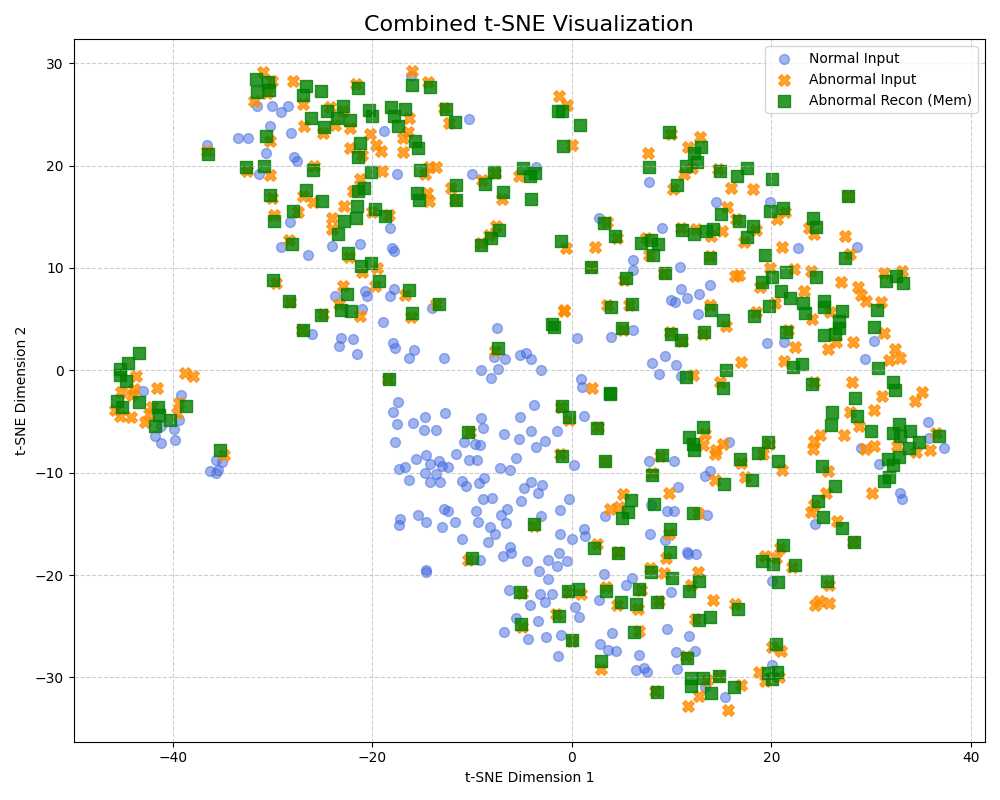 Combined t-SNE Visualization
Normal Input
Abnormal Input
Abnormal Recon (Mem)
30
20
10
0
−10
−20
−30
t-SNE Dimension 2
−40
−20
0
20
40
t-SNE Dimension 1